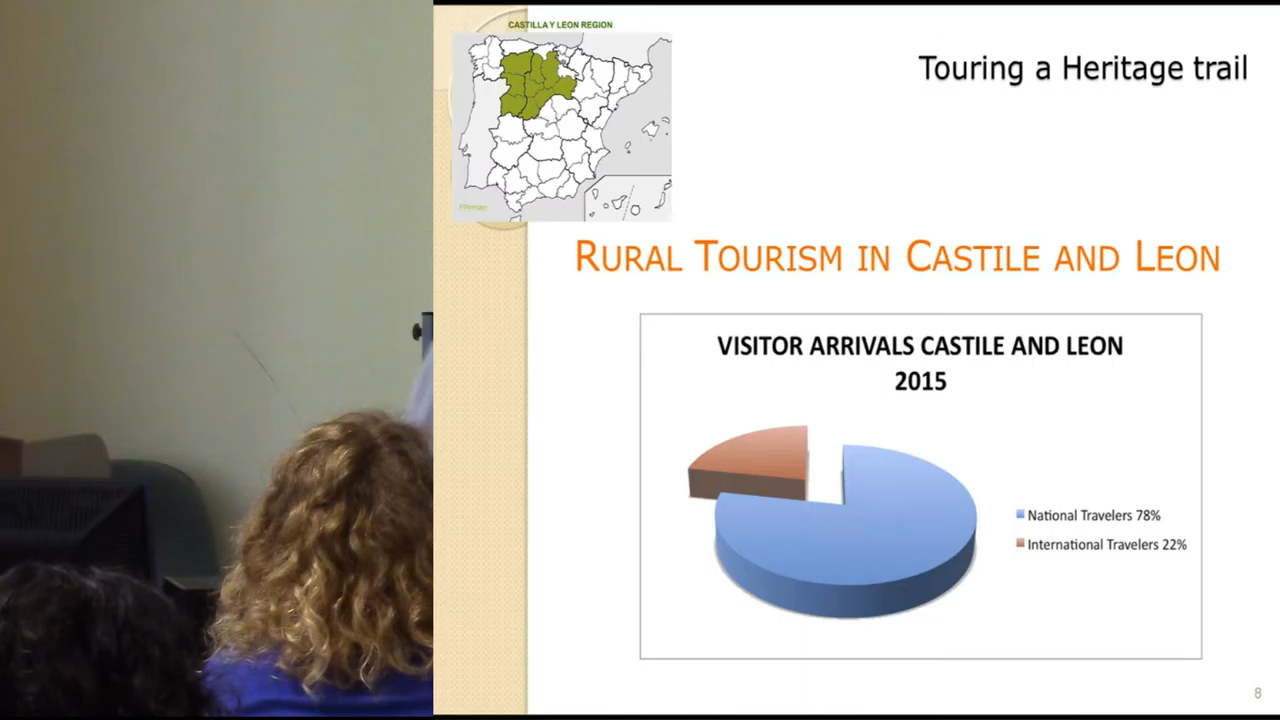 CASTILLA Y LEON REGION
Touring a Heritage trail
RURAL TOURISM IN CASTILE AND LEON
VISITOR ARRIVALS CASTILE AND LEON
2015
National Travelers 78%
International Travelers 22%
8